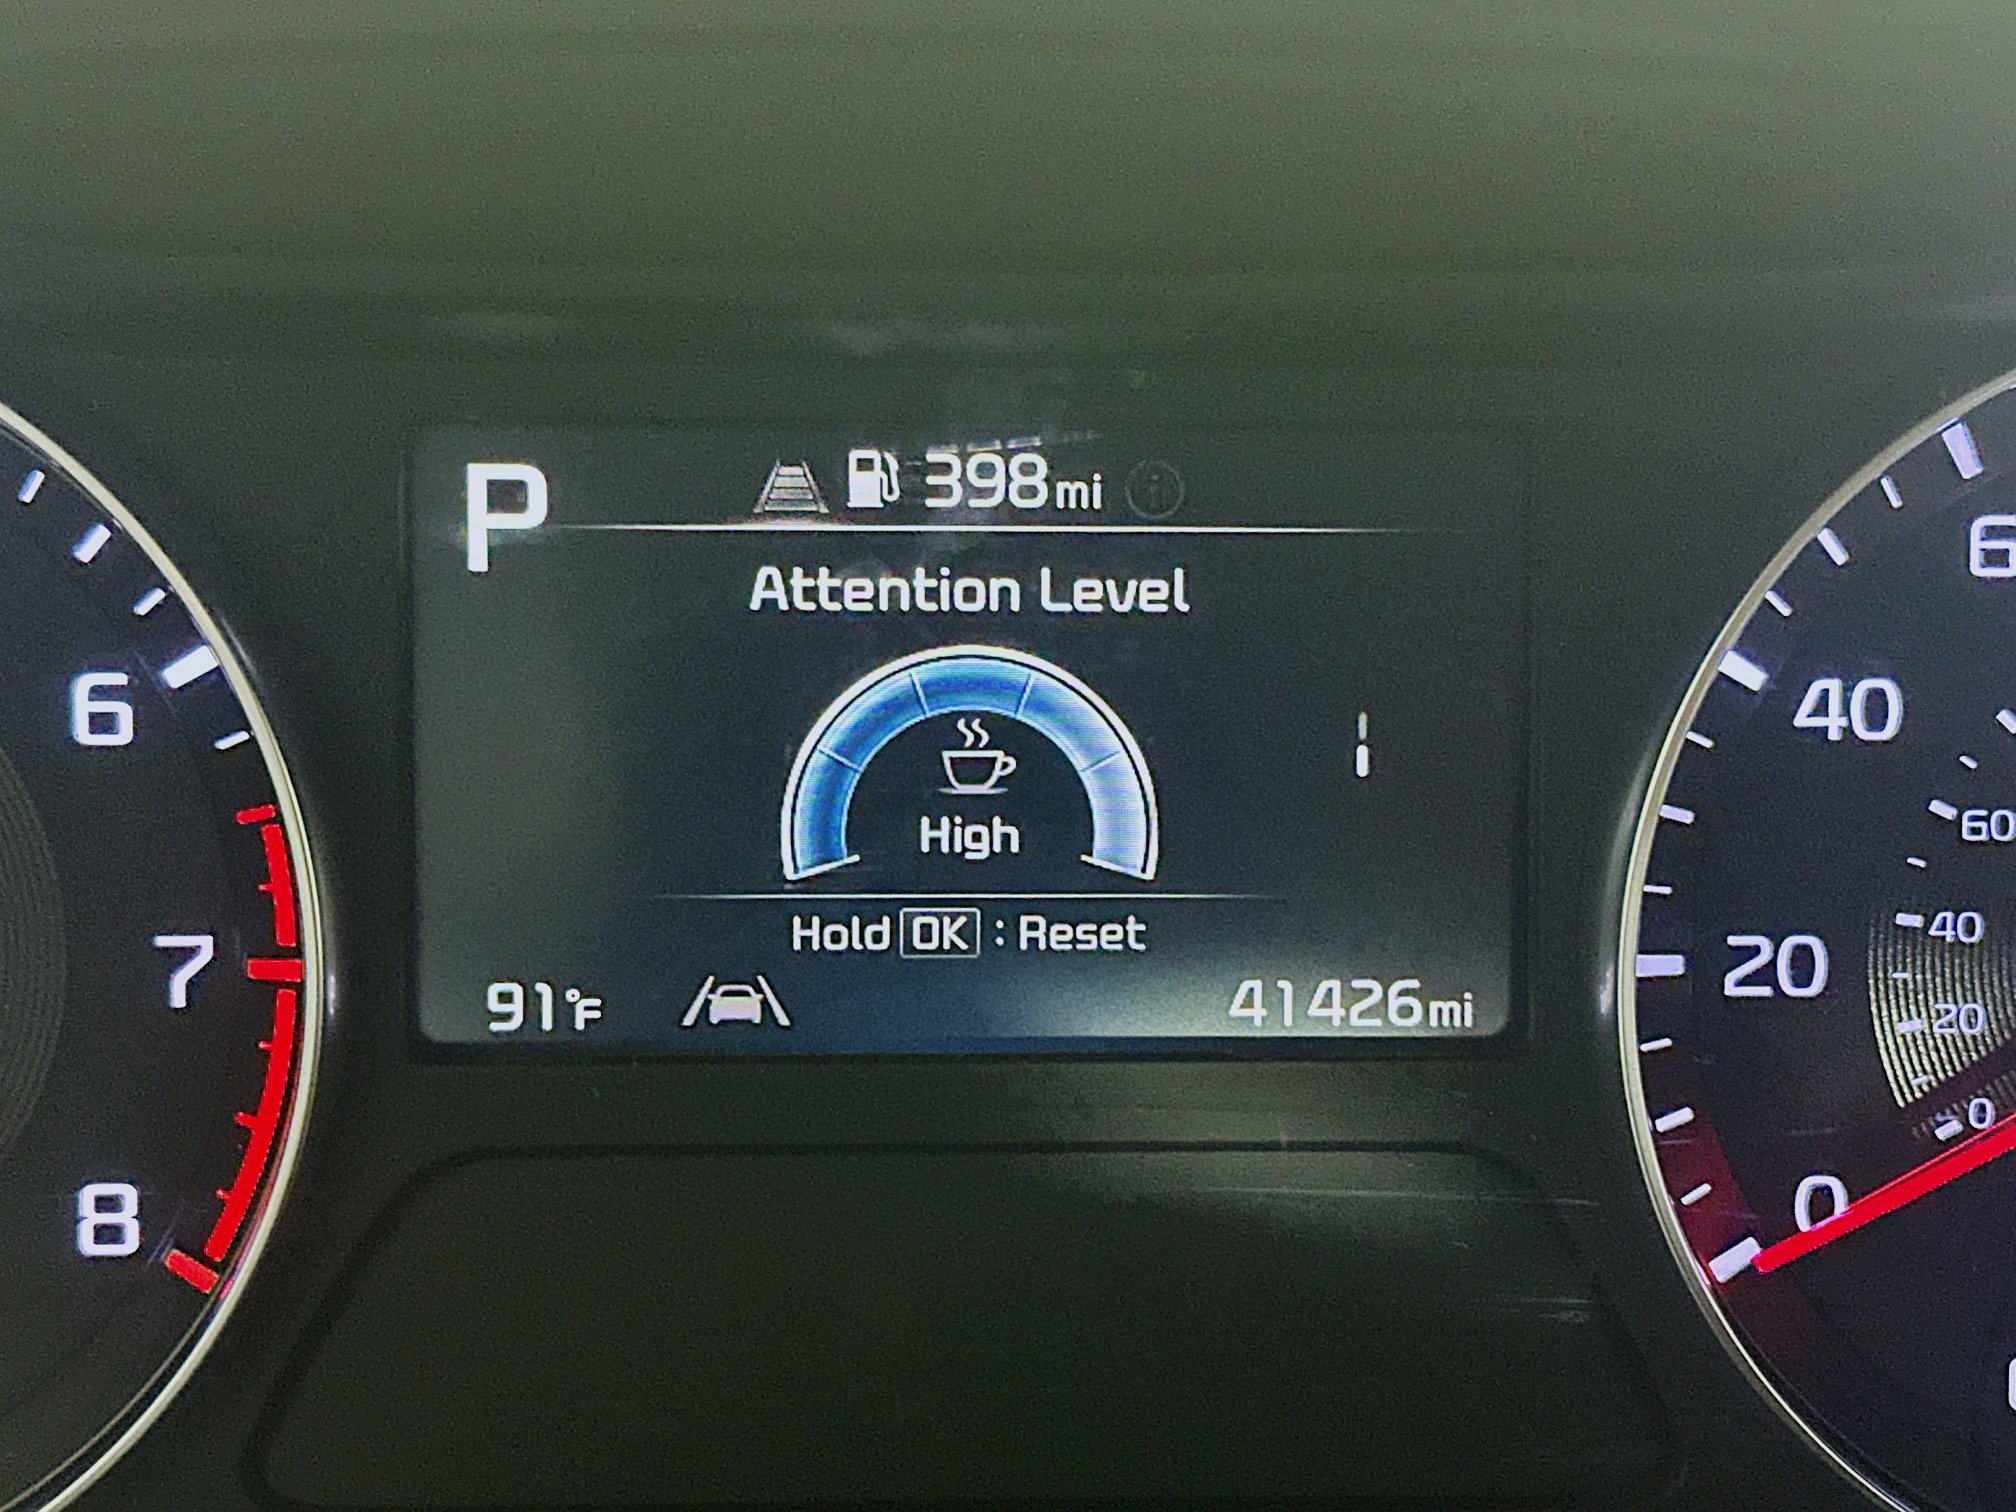 P
398mi
Attention Level
High
Hold OK : Reset
91°F
41426mi
6
7
8
40
20
0
60
40
20
0